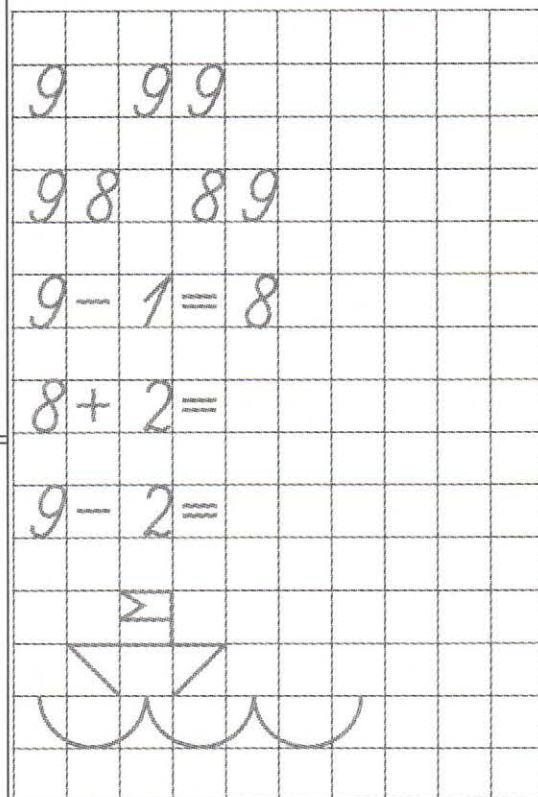 9 99
98 89
9 - 1 = 8
8 + 2 =
9 - 2 =